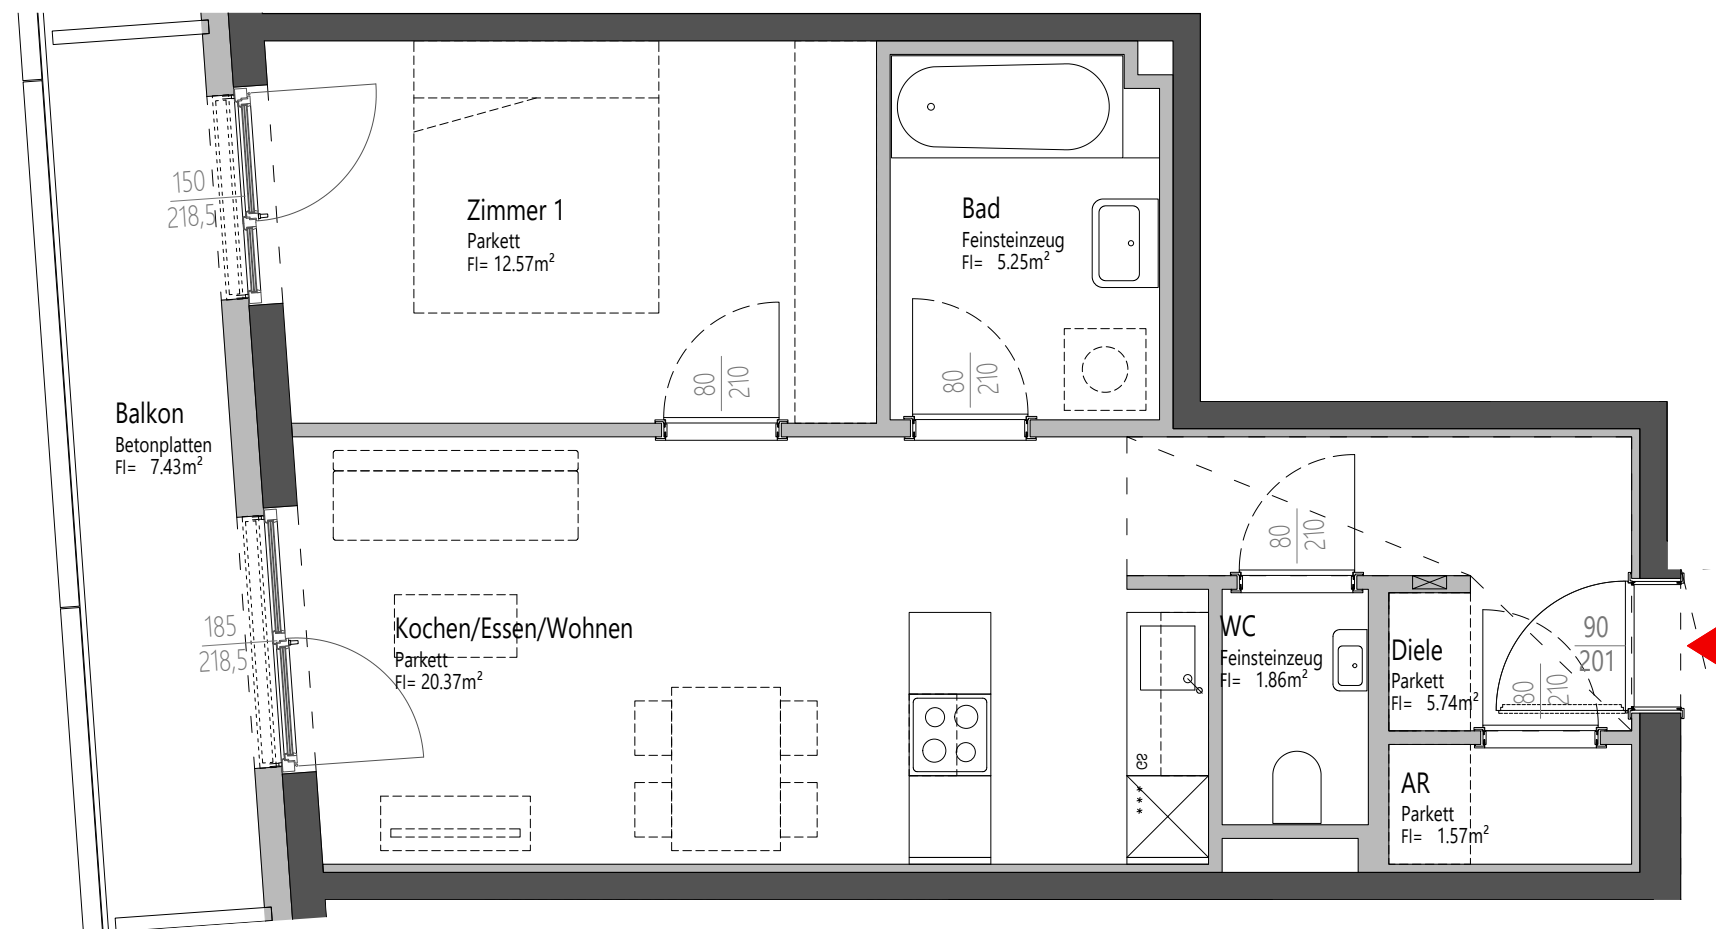 150
218,5
Zimmer 1
Parkett
Fl= 12.57m²
Bad
Feinsteinzeug
Fl= 5.25m²
80
210
80
210
Balkon
Betonplatten
Fl= 7.43m²
80
210
185
218,5
Kochen/Essen/Wohnen
Parkett
Fl= 20.37m²
WC
Feinsteinzeug
Fl= 1.86m²
Diele
Parkett
Fl= 5.74m²
90
201
80
210
GS
***
AR
Parkett
Fl= 1.57m²